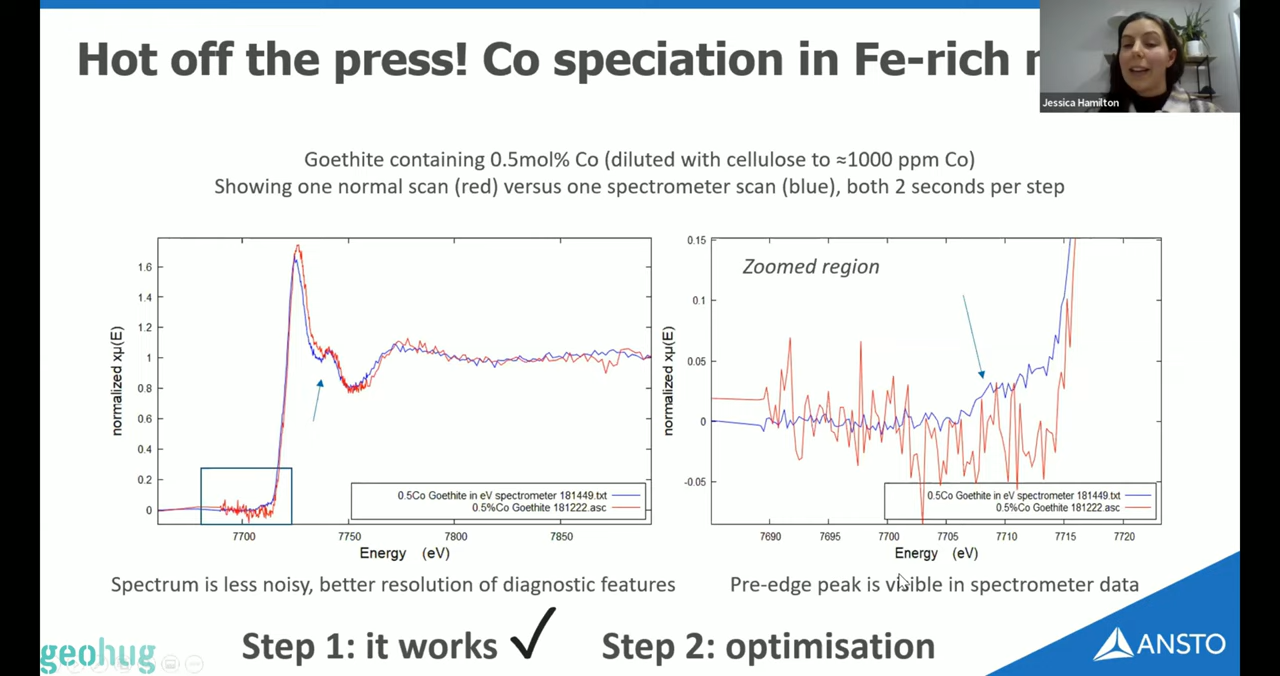 Hot off the press! Co speciation in Fe-rich
Jessica Hamilton
Goethite containing 0.5mol% Co (diluted with cellulose to ≈1000 ppm Co)
Showing one normal scan (red) versus one spectrometer scan (blue), both 2 seconds per step
normalized xμ(E)
1.6
1.4
1.2
1
0.8
0.6
0.4
0.2
0
0.5Co Goethite in eV spectrometer 181449.txt
0.5%Co Goethite 181222.asc
7700
7750
7800
7850
Energy (eV)
Zoomed region
normalized xμ(E)
0.15
0.1
0.05
0
-0.05
0.5Co Goethite in eV spectrometer 181449.txt
0.5%Co Goethite 181222.asc
7690
7695
7700
7705
7710
7715
7720
Energy (eV)
Spectrum is less noisy, better resolution of diagnostic features
Pre-edge peak is visible in spectrometer data
Step 1: it works
Step 2: optimisation
geohug
ANSTO